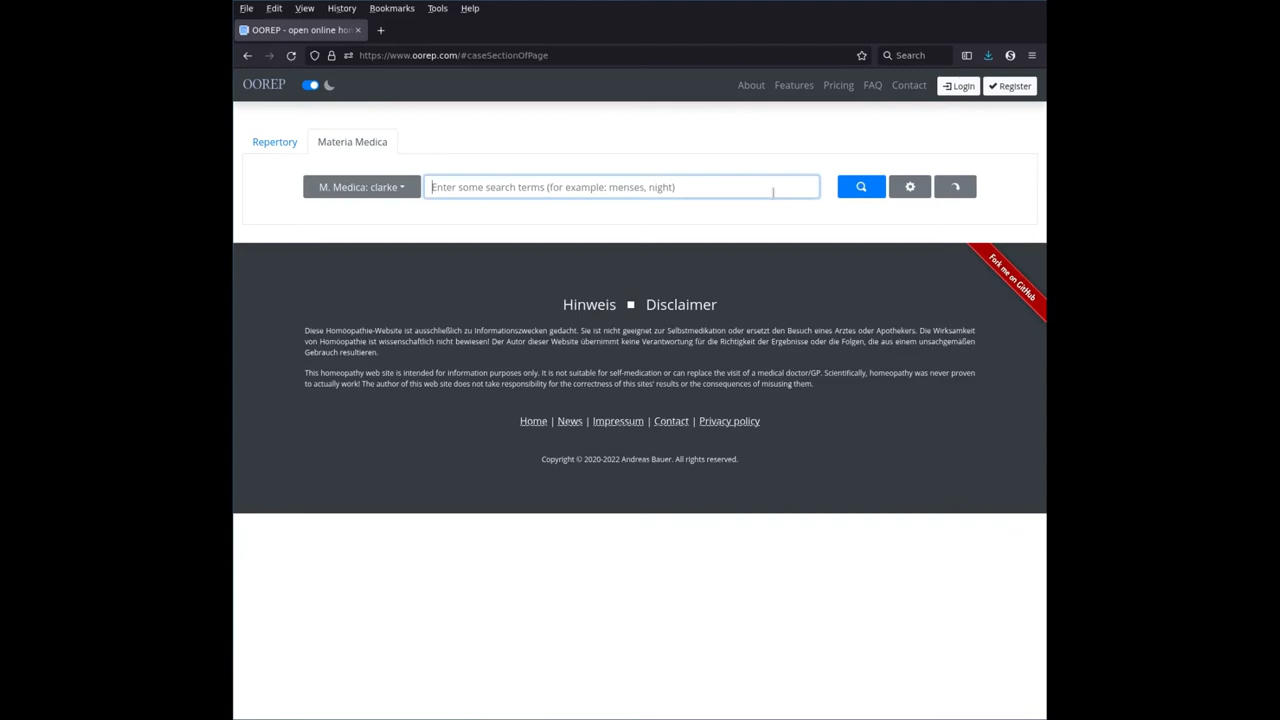 File Edit View History Bookmarks Tools Help
OOREP - open online hon
https://www.oorep.com/#caseSectionOfPage
Search
OOREP
About Features Pricing FAQ Contact Login Register
Repertory Materia Medica
M. Medica: clarke
Enter some search terms (for example: menses, night)
Fork me on GitHub
Hinweis Disclaimer
Diese Homöopathie-Website ist ausschließlich zu Informationszwecken gedacht. Sie ist nicht geeignet zur Selbstmedikation oder ersetzt den Besuch eines Arztes oder Apothekers. Die Wirksamkeit
von Homöopathie ist wissenschaftlich nicht bewiesen! Der Autor dieser Website übernimmt keine Verantwortung für die Richtigkeit der Ergebnisse oder die Folgen, die aus einem unsachgemäßen
Gebrauch resultieren.
This homeopathy web site is intended for information purposes only. It is not suitable for self-medication or can replace the visit of a medical doctor/GP. Scientifically, homeopathy was never proven
to actually work! The author of this web site does not take responsibility for the correctness of this sites' results or the consequences of misusing them.
Home | News | Impressum | Contact | Privacy policy
Copyright © 2020-2022 Andreas Bauer. All rights reserved.